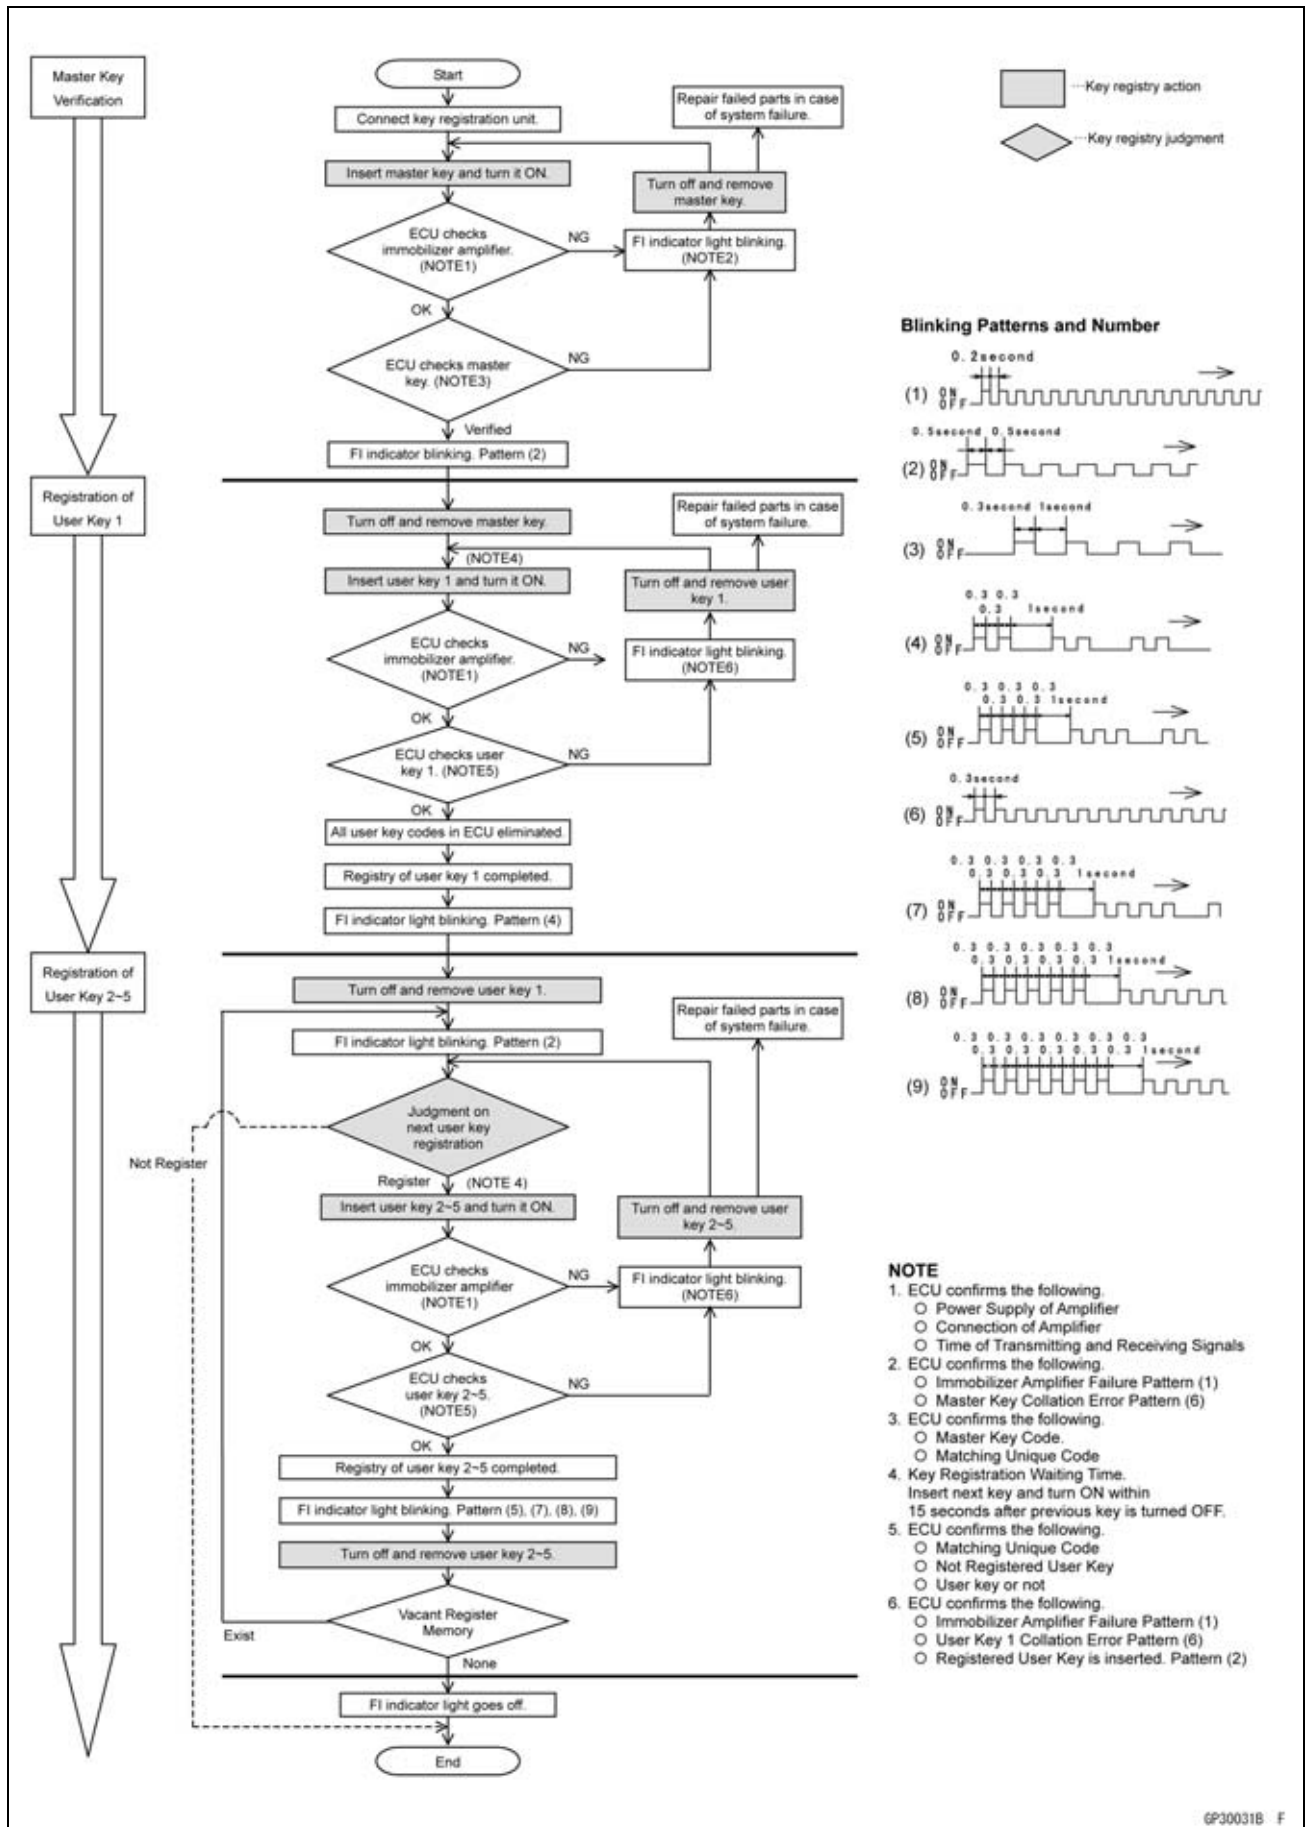 Master Key
Verification
Start
Connect key registration unit.
Insert master key and turn it ON.
ECU checks
immobilizer amplifier.
(NOTE1)
NG
OK
ECU checks master
key. (NOTE3)
NG
Verified
FI indicator blinking. Pattern (2)
Repair failed parts in case
of system failure.
Turn off and remove
master key.
FI indicator light blinking.
(NOTE2)
Key registry action
Key registry judgment
Registration of
User Key 1
Turn off and remove master key.
(NOTE4)
Insert user key 1 and turn it ON.
ECU checks
immobilizer amplifier.
(NOTE1)
NG
OK
ECU checks user
key 1. (NOTE5)
NG
OK
All user key codes in ECU eliminated.
Registry of user key 1 completed.
FI indicator light blinking. Pattern (4)
Repair failed parts in case
of system failure.
Turn off and remove user
key 1.
FI indicator light blinking.
(NOTE6)
Registration of
User Key 2~5
Turn off and remove user key 1.
FI indicator light blinking. Pattern (2)
Judgment on
next user key
registration
Not Register
Register
(NOTE 4)
Insert user key 2~5 and turn it ON.
ECU checks
immobilizer amplifier
(NOTE1)
NG
OK
ECU checks
user key 2~5.
(NOTE5)
NG
OK
Registry of user key 2~5 completed.
FI indicator light blinking. Pattern (5), (7), (8), (9)
Turn off and remove user key 2~5.
Vacant Register
Memory
Exist
None
FI indicator light goes off.
End
Repair failed parts in case
of system failure.
Turn off and remove user
key 2~5.
FI indicator light blinking.
(NOTE6)
Blinking Patterns and Number
0.2second
(1) ON
OFF
0.5second 0.5second
(2) ON
OFF
0.3second 1second
(3) ON
OFF
0.3 0.3
0.3 1second
(4) ON
OFF
0.3 0.3 0.3
0.3 0.3 1second
(5) ON
OFF
0.3second
(6) ON
OFF
0.3 0.3 0.3 0.3
0.3 0.3 0.3 1second
(7) ON
OFF
0.3 0.3 0.3 0.3 0.3
0.3 0.3 0.3 0.3 1second
(8) ON
OFF
0.3 0.3 0.3 0.3 0.3 0.3
0.3 0.3 0.3 0.3 0.3 1second
(9) ON
OFF
NOTE
1. ECU confirms the following.
O Power Supply of Amplifier
O Connection of Amplifier
O Time of Transmitting and Receiving Signals
2. ECU confirms the following.
O Immobilizer Amplifier Failure Pattern (1)
O Master Key Collation Error Pattern (6)
3. ECU confirms the following.
O Master Key Code.
O Matching Unique Code
4. Key Registration Waiting Time.
Insert next key and turn ON within
15 seconds after previous key is turned OFF.
5. ECU confirms the following.
O Matching Unique Code
O Not Registered User Key
O User key or not
6. ECU confirms the following.
O Immobilizer Amplifier Failure Pattern (1)
O User Key 1 Collation Error Pattern (6)
O Registered User Key is inserted. Pattern (2)
GP30031B F